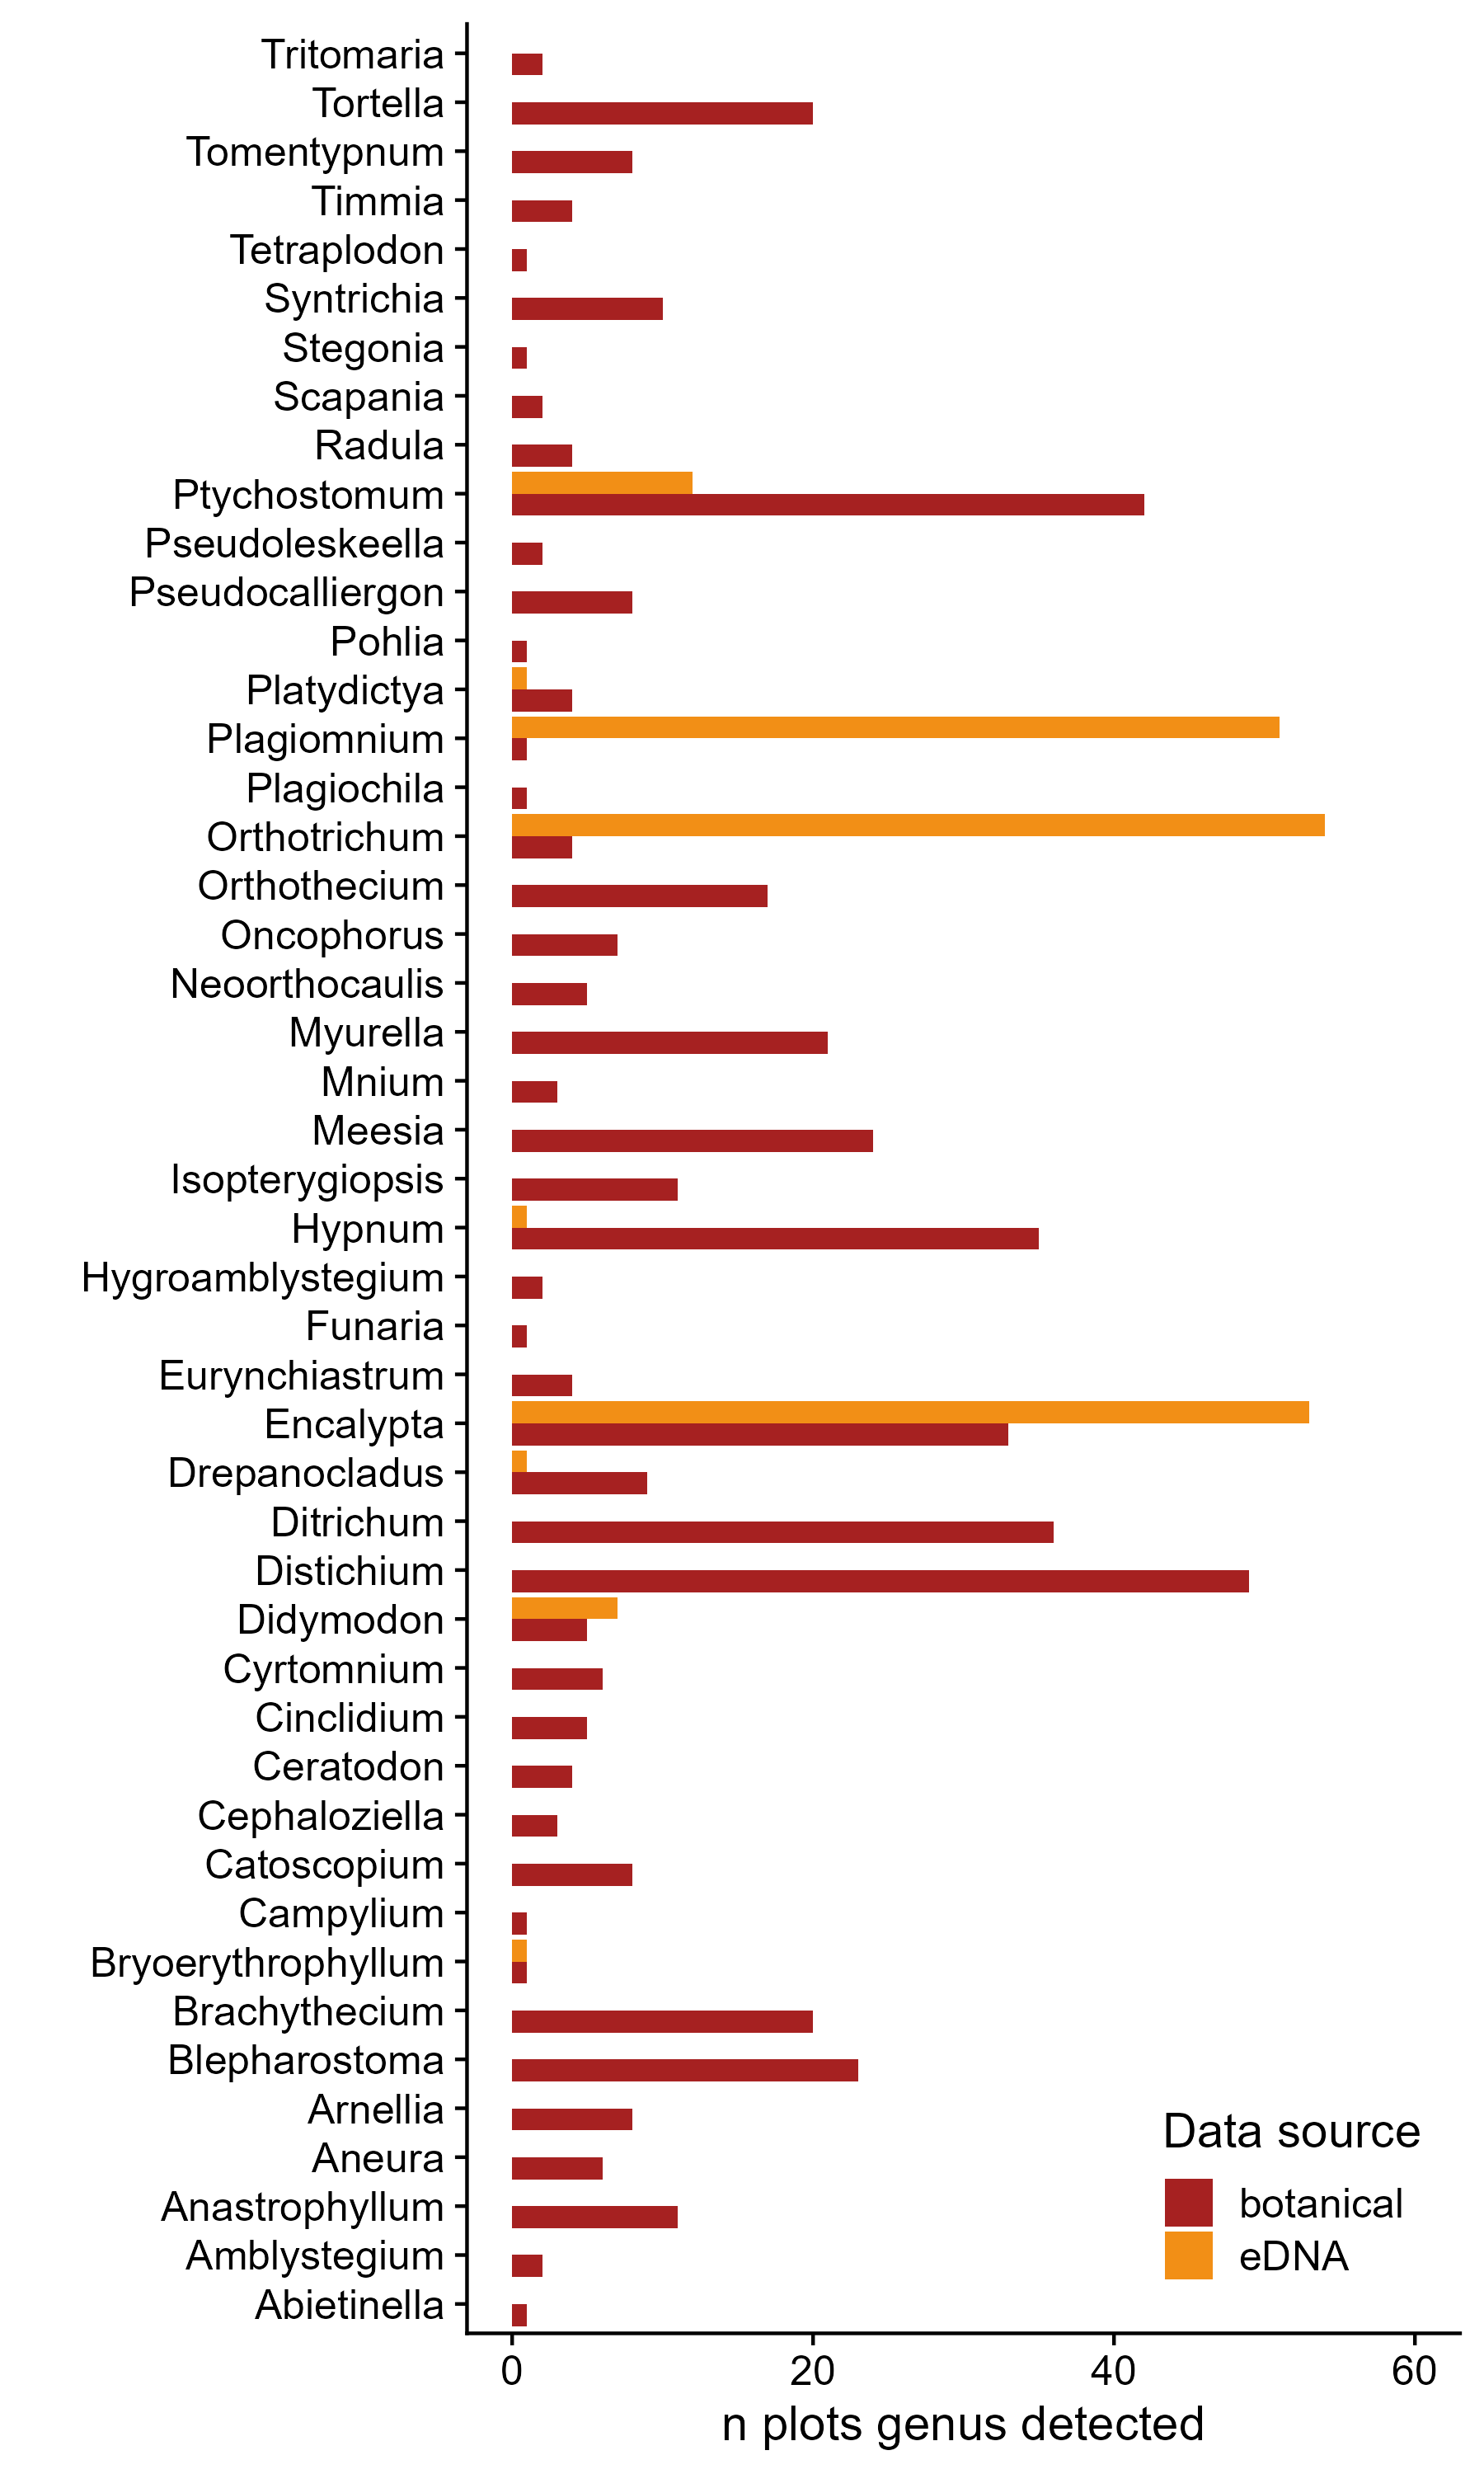 Tritomaria
Tortella
Tomentypnum
Timmia
Tetraplodon
Syntrichia
Stegonia
Scapania
Radula
Ptychostomum
Pseudoleskeella
Pseudocalliergon
Pohlia
Platydictya
Plagiomnium
Plagiochila
Orthotrichum
Orthothecium
Oncophorus
Neoorthocaulis
Myurella
Mnium
Meesia
Isopterygiopsis
Hypnum
Hygroamblystegium
Funaria
Eurynchiastrum
Encalypta
Drepanocladus
Ditrichum
Distichium
Didymodon
Cyrtomnium
Cinclidium
Ceratodon
Cephaloziella
Catoscopium
Campylium
Bryoerythrophyllum
Brachythecium
Blepharostoma
Arnellia
Aneura
Anastrophyllum
Amblystegium
Abietinella
Data source
botanical
eDNA
0 20 40 60
n plots genus detected